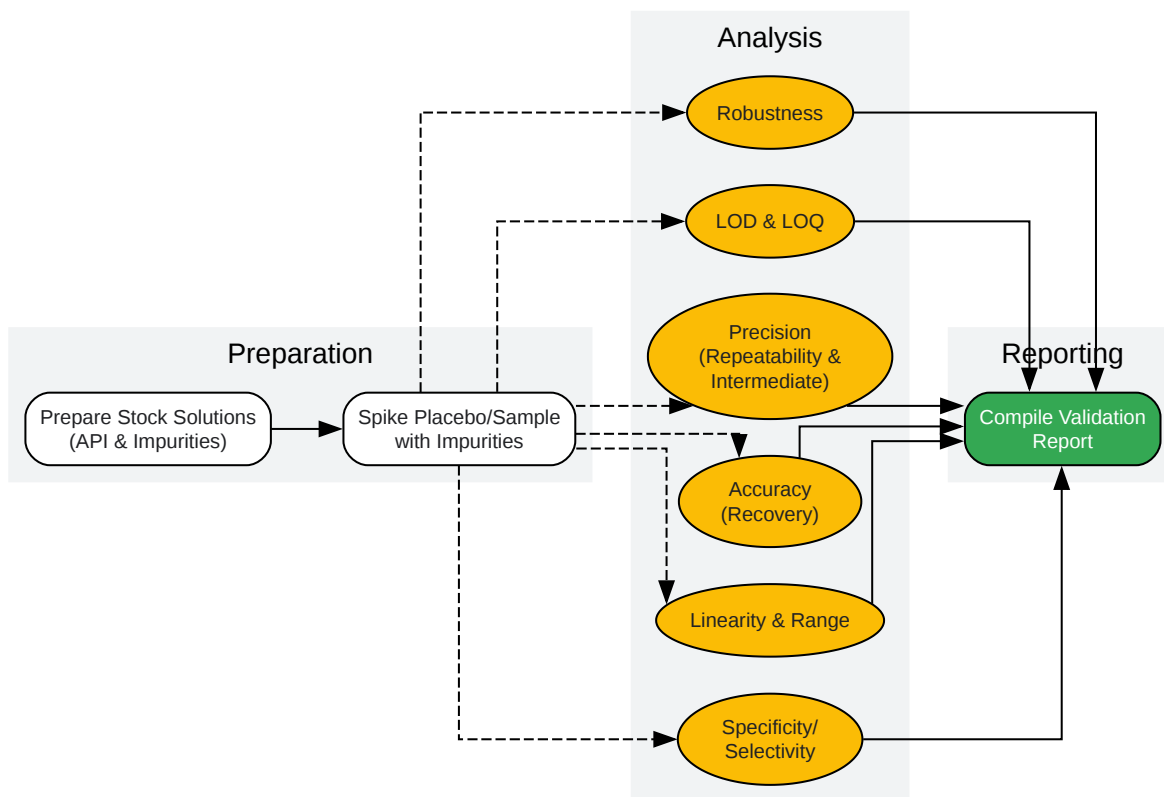 Analysis
Robustness
LOD & LOQ
Precision
(Repeatability &
Intermediate)
Preparation
Reporting
Prepare Stock Solutions
(API & Impurities)
Spike Placebo/Sample
with Impurities
Compile Validation
Report
Accuracy
(Recovery)
Linearity & Range
Specificity/
Selectivity